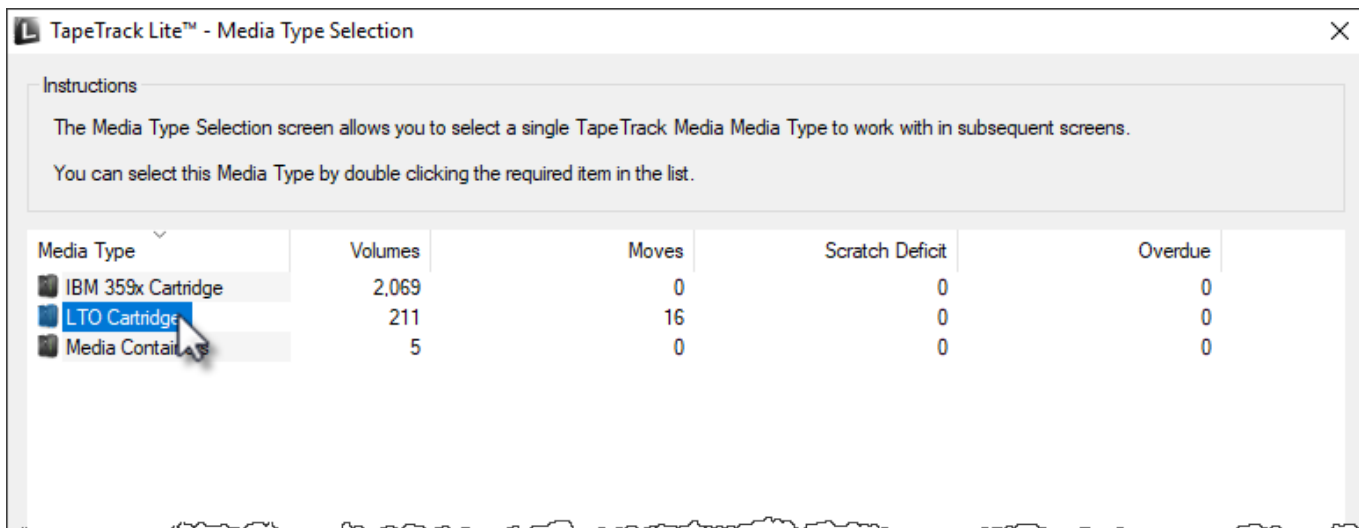 TapeTrack Lite™ - Media Type Selection
Instructions
The Media Type Selection screen allows you to select a single TapeTrack Media Media Type to work with in subsequent screens.
You can select this Media Type by double clicking the required item in the list.
Media Type Volumes Moves Scratch Deficit Overdue
IBM 359x Cartridge 2,069 0 0 0
LTO Cartridge 211 16 0 0
Media 5 0 0 0